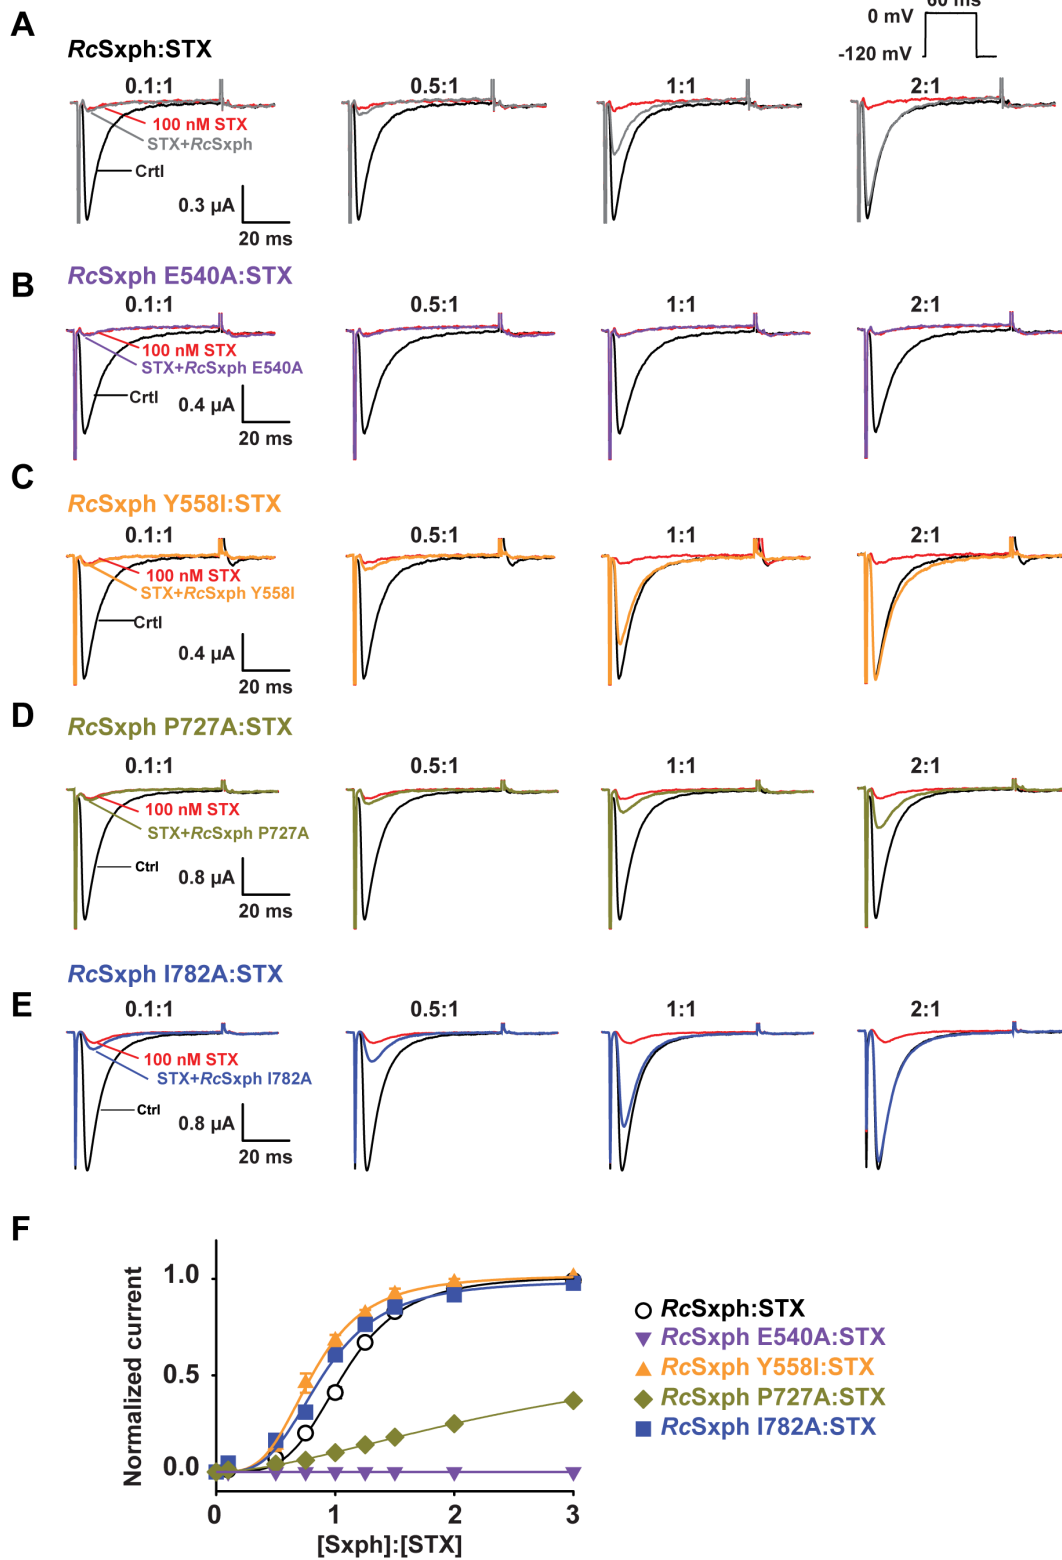 A
60 ms
0 mV
-120 mV
RcSxph:STX
0.1:1
0.5:1
1:1
2:1
100 nM STX
STX+RcSxph
Crtl
0.3 µA
20 ms
B
RcSxph E540A:STX
0.1:1
0.5:1
1:1
2:1
100 nM STX
STX+RcSxph E540A
Crtl
0.4 µA
20 ms
C
RcSxph Y558I:STX
0.1:1
0.5:1
1:1
2:1
100 nM STX
STX+RcSxph Y558I
Crtl
0.4 µA
20 ms
D
RcSxph P727A:STX
0.1:1
0.5:1
1:1
2:1
100 nM STX
STX+RcSxph P727A
Ctrl
0.8 µA
20 ms
E
RcSxph I782A:STX
0.1:1
0.5:1
1:1
2:1
100 nM STX
STX+RcSxph I782A
Ctrl
0.8 µA
20 ms
F
Normalized current
1.0
0.5
0.0
0
1
2
3
[Sxph]:[STX]
RcSxph:STX
RcSxph E540A:STX
RcSxph Y558I:STX
RcSxph P727A:STX
RcSxph I782A:STX